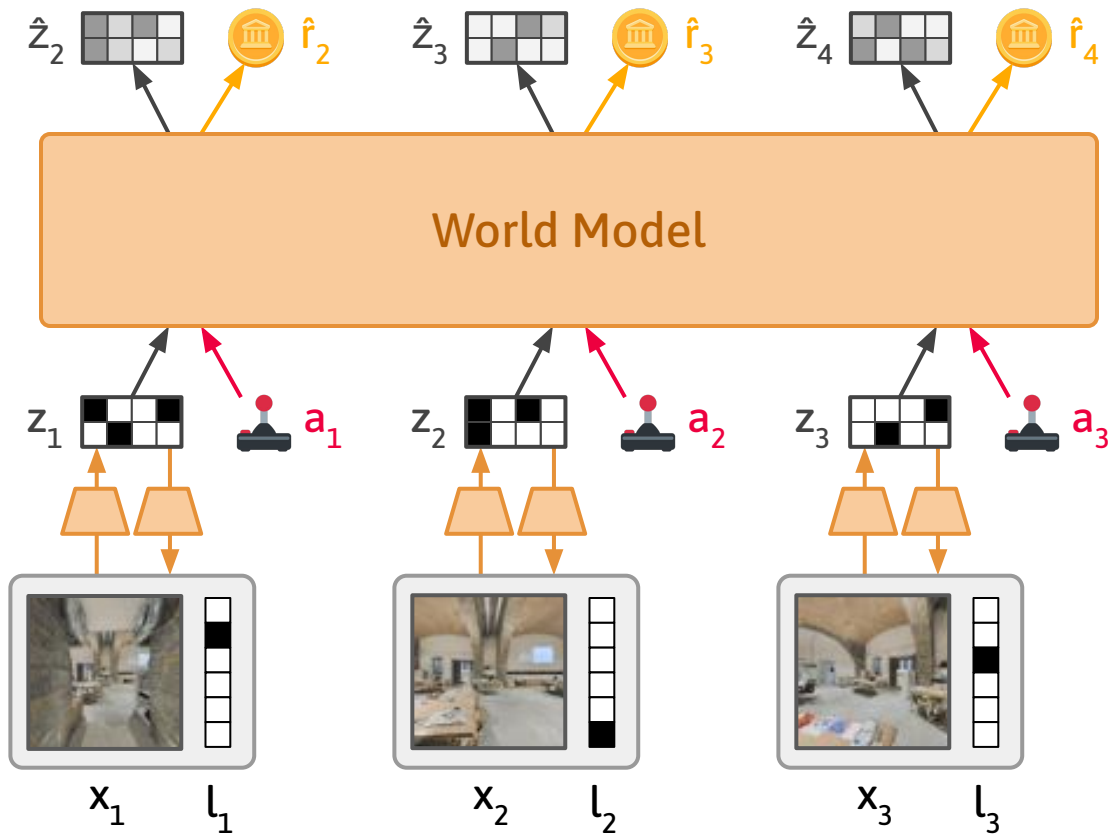 ẑ₂ r̂₂ ẑ₃ r̂₃ ẑ₄ r̂₄
World Model
z₁ a₁ z₂ a₂ z₃ a₃
x₁ l₁ x₂ l₂ x₃ l₃